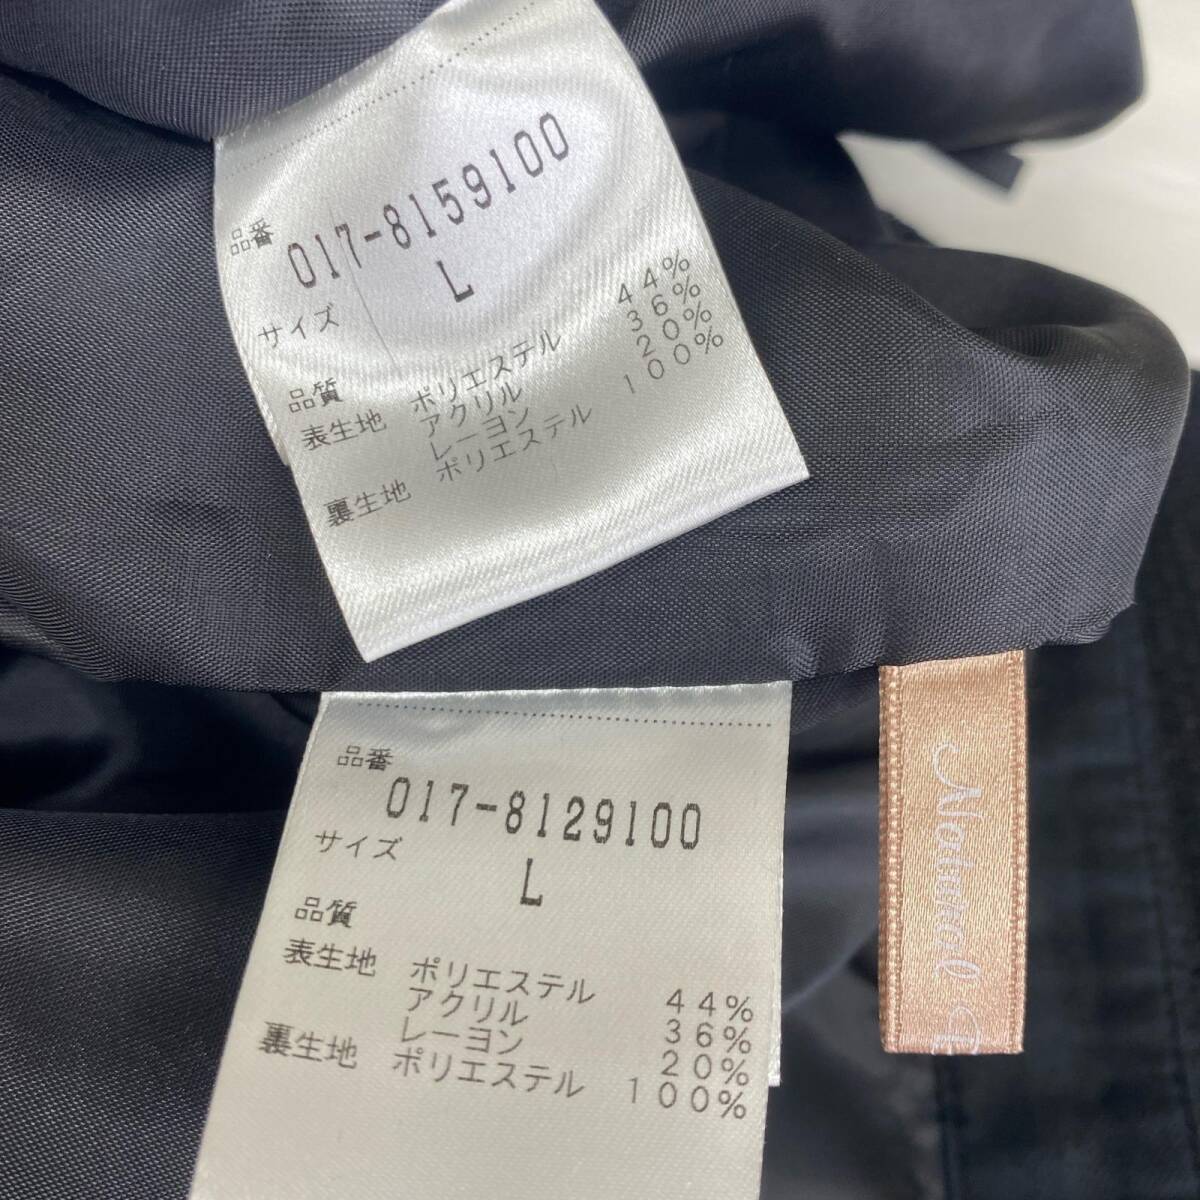 品番
017-8159100
サイズ L
品質
表生地 ポリエステル 44%
アクリル 36%
レーヨン 20%
裏生地 ポリエステル 100%
品番
017-8129100
サイズ L
品質
表生地 ポリエステル 44%
アクリル 36%
レーヨン 20%
裏生地 ポリエステル 100%
Natural